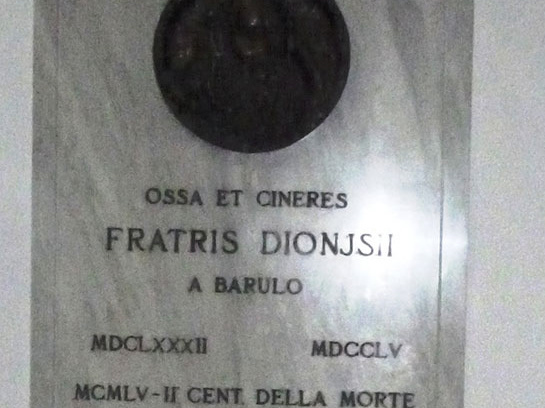 OSSA ET CINERES
FRATRIS DIONJSII
A BARULO
MDCLXXXII MDCCLV
MCMLV-II CENT. DELLA MORTE